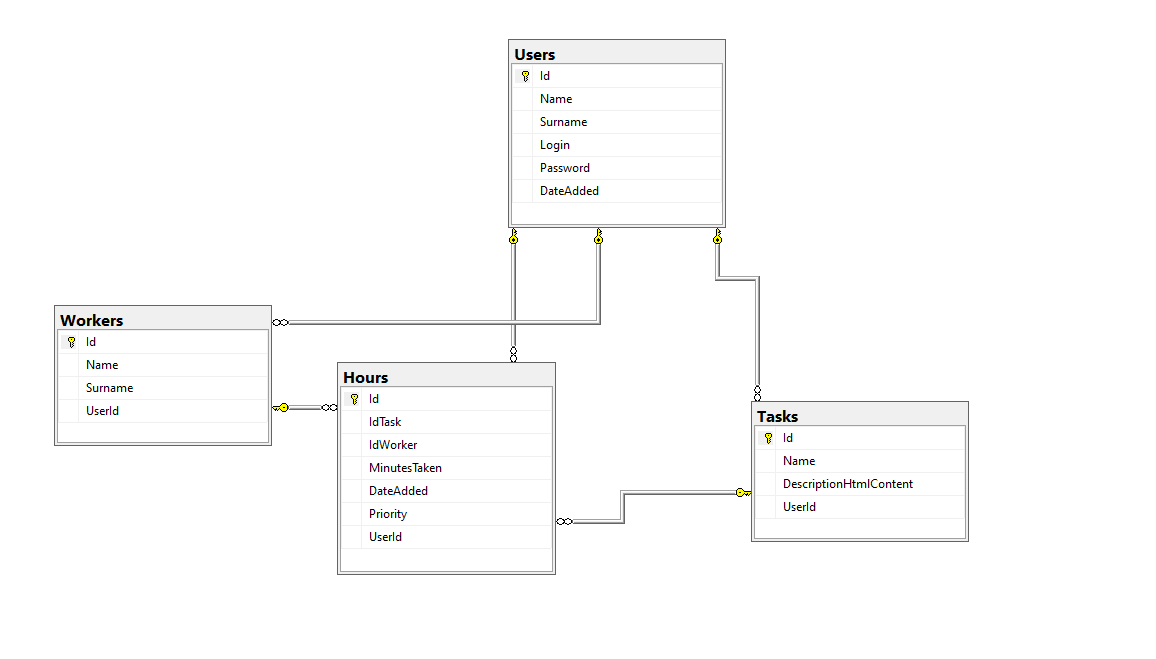 Users
Id
Name
Surname
Login
Password
DateAdded
Workers
Id
Name
Surname
UserId
Hours
Id
IdTask
IdWorker
MinutesTaken
DateAdded
Priority
UserId
Tasks
Id
Name
DescriptionHtmlContent
UserId